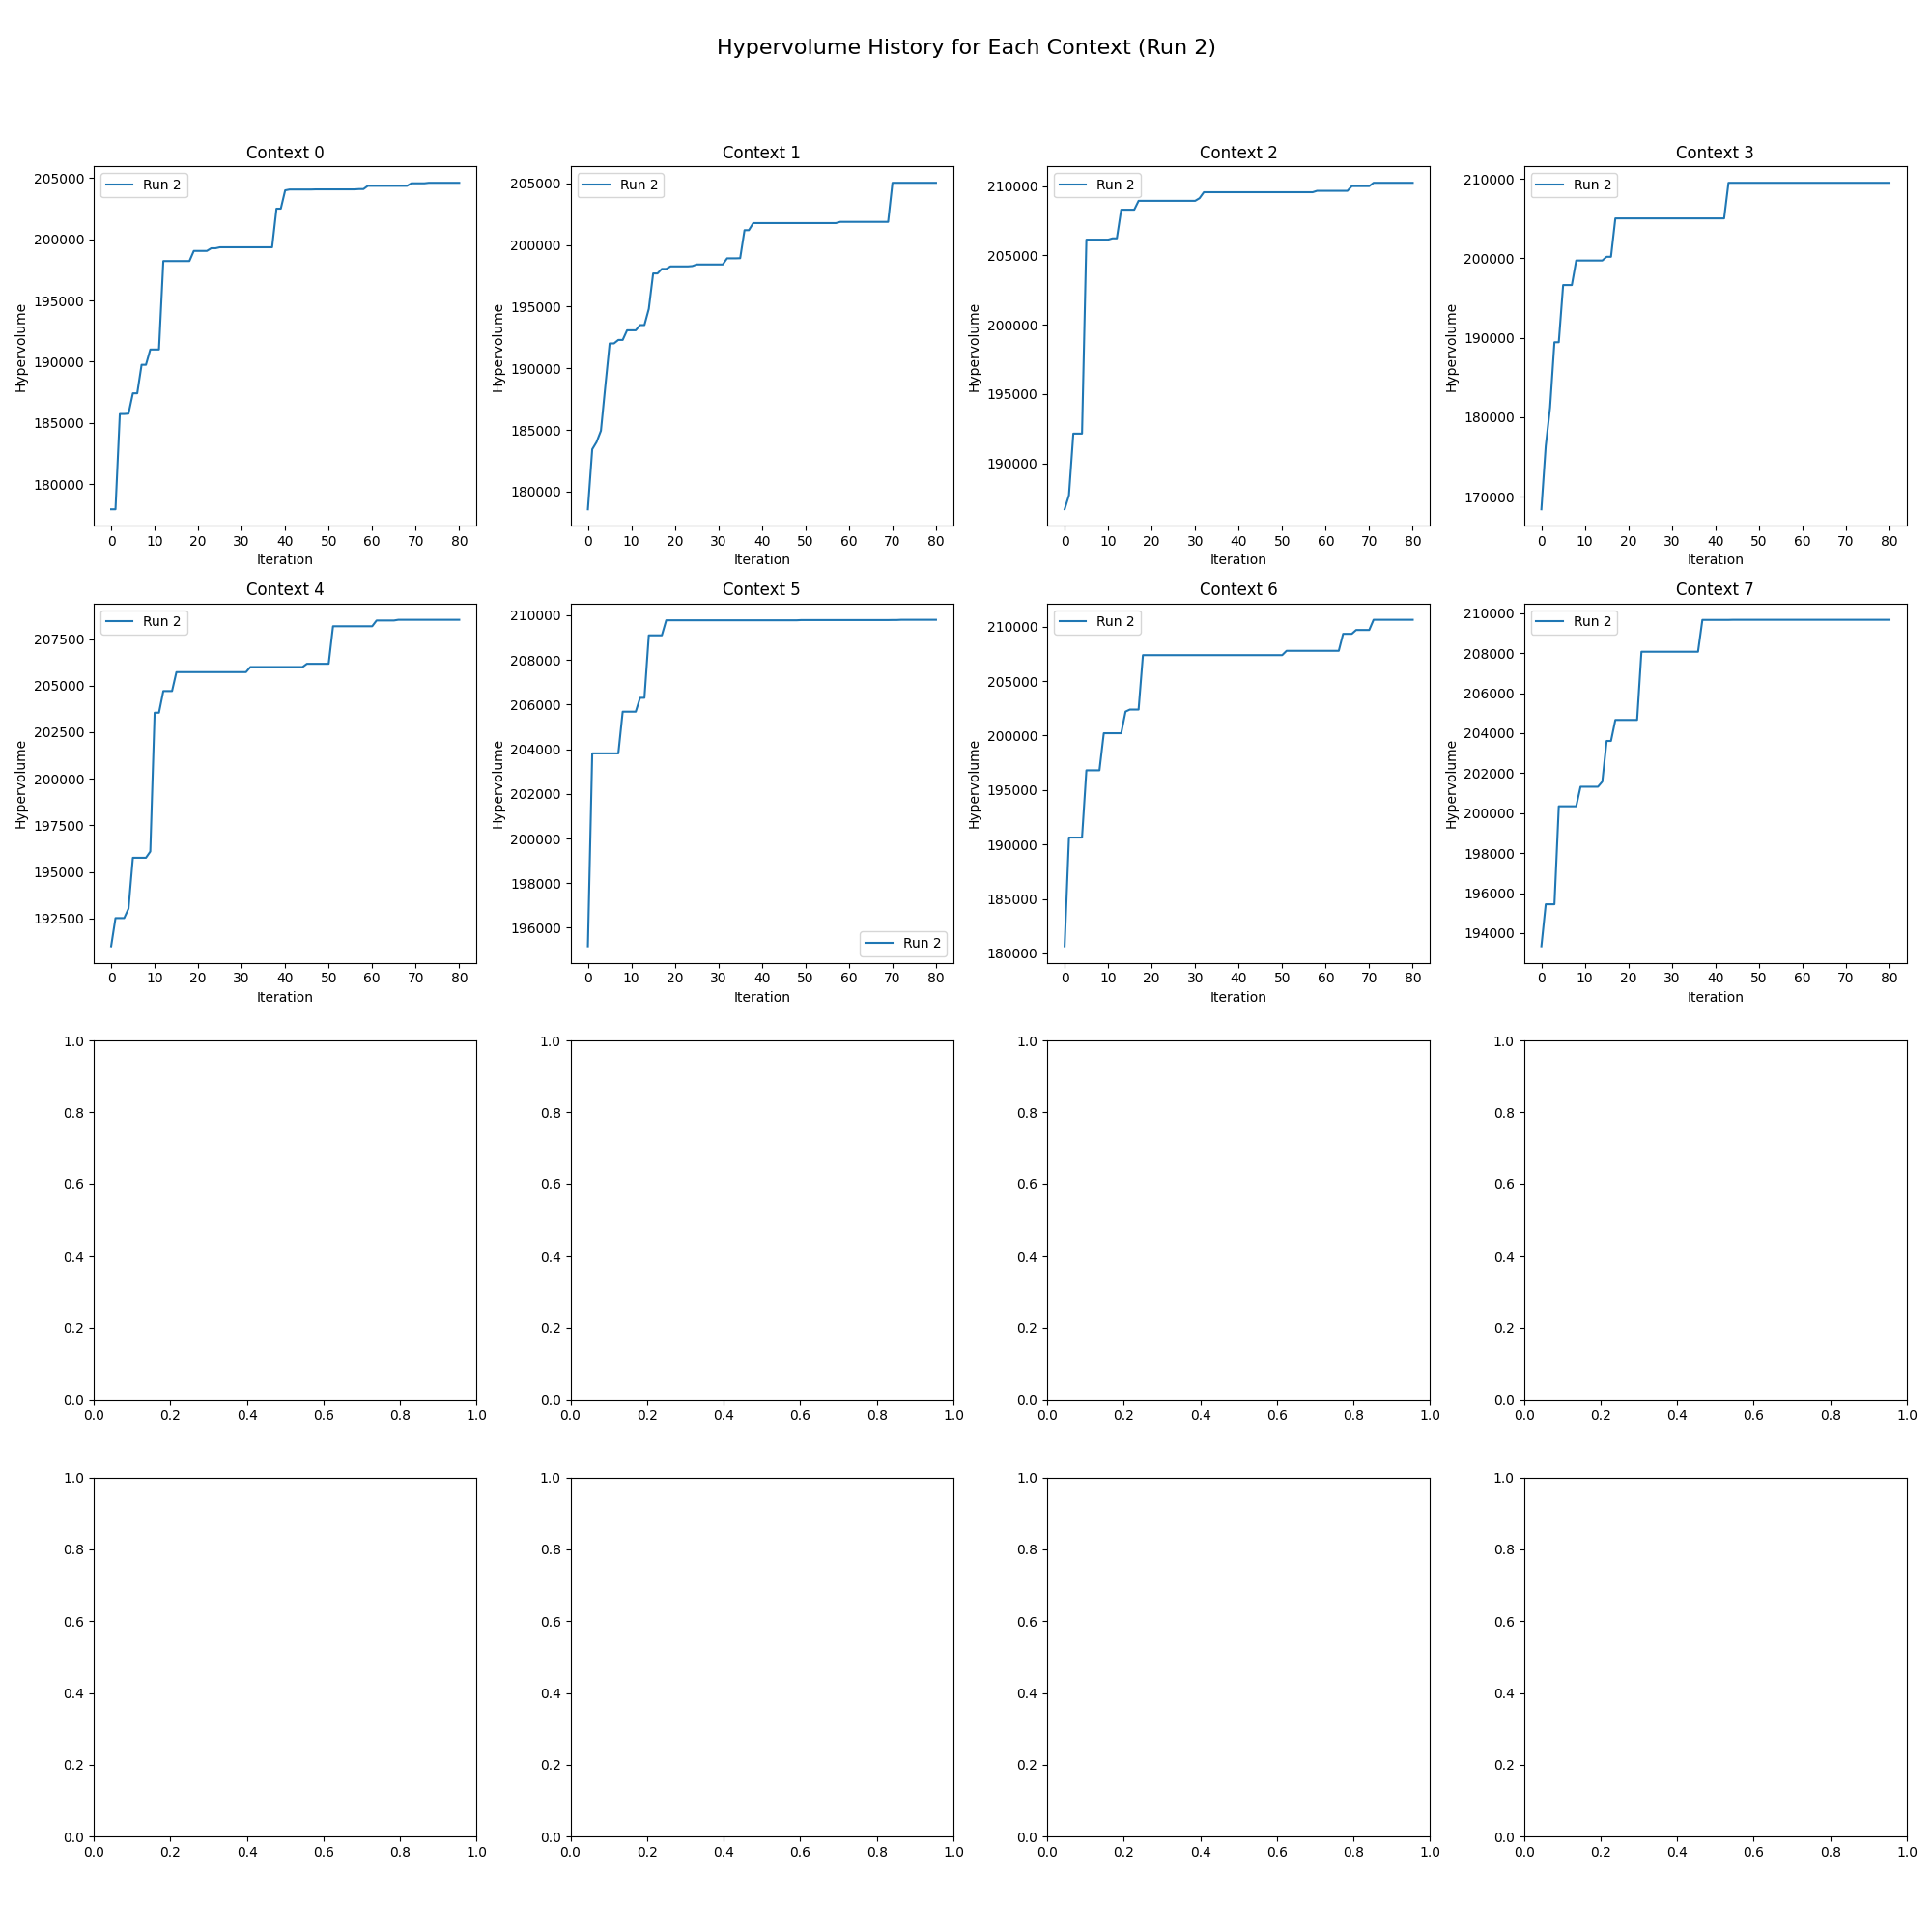 Hypervolume History for Each Context (Run 2)
Context 0
Context 1
Context 2
Context 3
205000
200000
195000
190000
185000
180000
Hypervolume
Run 2
0 10 20 30 40 50 60 70 80
Iteration
205000
200000
195000
190000
185000
180000
Hypervolume
Run 2
0 10 20 30 40 50 60 70 80
Iteration
210000
205000
200000
195000
190000
Hypervolume
Run 2
0 10 20 30 40 50 60 70 80
Iteration
210000
200000
190000
180000
170000
Hypervolume
Run 2
0 10 20 30 40 50 60 70 80
Iteration
Context 4
Context 5
Context 6
Context 7
207500
205000
202500
200000
197500
195000
192500
Hypervolume
Run 2
0 10 20 30 40 50 60 70 80
Iteration
210000
208000
206000
204000
202000
200000
198000
196000
Hypervolume
Run 2
0 10 20 30 40 50 60 70 80
Iteration
210000
205000
200000
195000
190000
185000
180000
Hypervolume
Run 2
0 10 20 30 40 50 60 70 80
Iteration
210000
208000
206000
204000
202000
200000
198000
196000
194000
Hypervolume
Run 2
0 10 20 30 40 50 60 70 80
Iteration
1.0
0.8
0.6
0.4
0.2
0.0
0.0 0.2 0.4 0.6 0.8 1.0
1.0
0.8
0.6
0.4
0.2
0.0
0.0 0.2 0.4 0.6 0.8 1.0
1.0
0.8
0.6
0.4
0.2
0.0
0.0 0.2 0.4 0.6 0.8 1.0
1.0
0.8
0.6
0.4
0.2
0.0
0.0 0.2 0.4 0.6 0.8 1.0
1.0
0.8
0.6
0.4
0.2
0.0
0.0 0.2 0.4 0.6 0.8 1.0
1.0
0.8
0.6
0.4
0.2
0.0
0.0 0.2 0.4 0.6 0.8 1.0
1.0
0.8
0.6
0.4
0.2
0.0
0.0 0.2 0.4 0.6 0.8 1.0
1.0
0.8
0.6
0.4
0.2
0.0
0.0 0.2 0.4 0.6 0.8 1.0